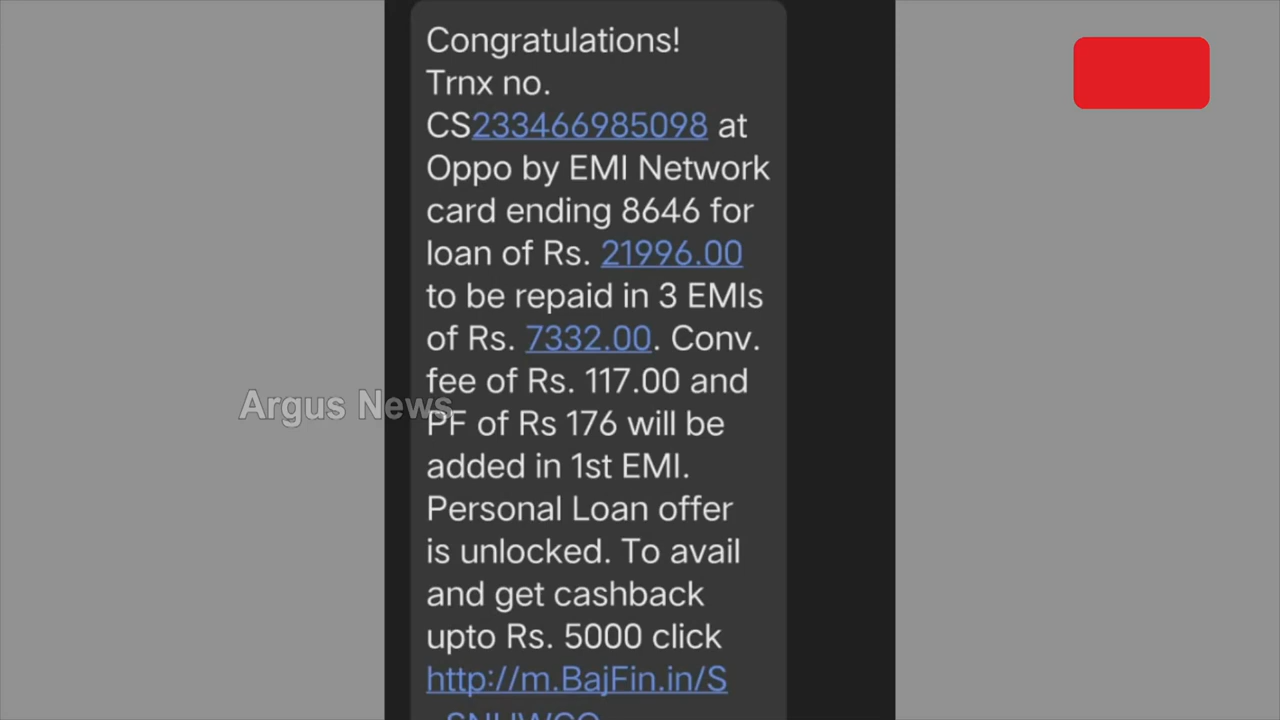 Congratulations!
Trnx no.
CS233466985098 at
Oppo by EMI Network
card ending 8646 for
loan of Rs. 21996.00
to be repaid in 3 EMIs
of Rs. 7332.00. Conv.
fee of Rs. 117.00 and
Argus News
PF of Rs 176 will be
added in 1st EMI.
Personal Loan offer
is unlocked. To avail
and get cashback
upto Rs. 5000 click
http://m.BajFin.in/S